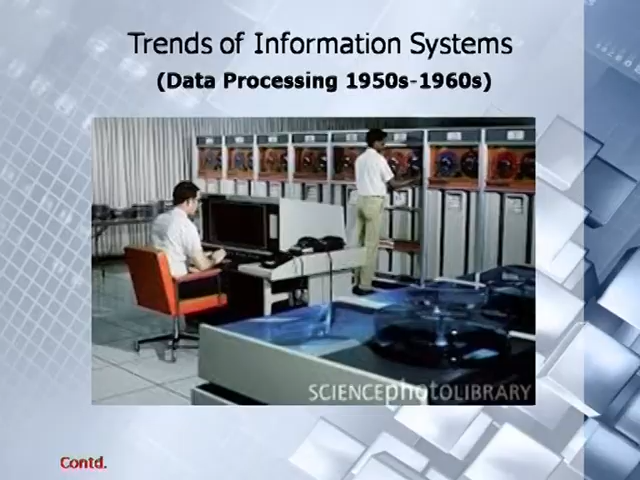 Trends of Information Systems
(Data Processing 1950s-1960s)
SCIENCEphotoLIBRARY
Contd.